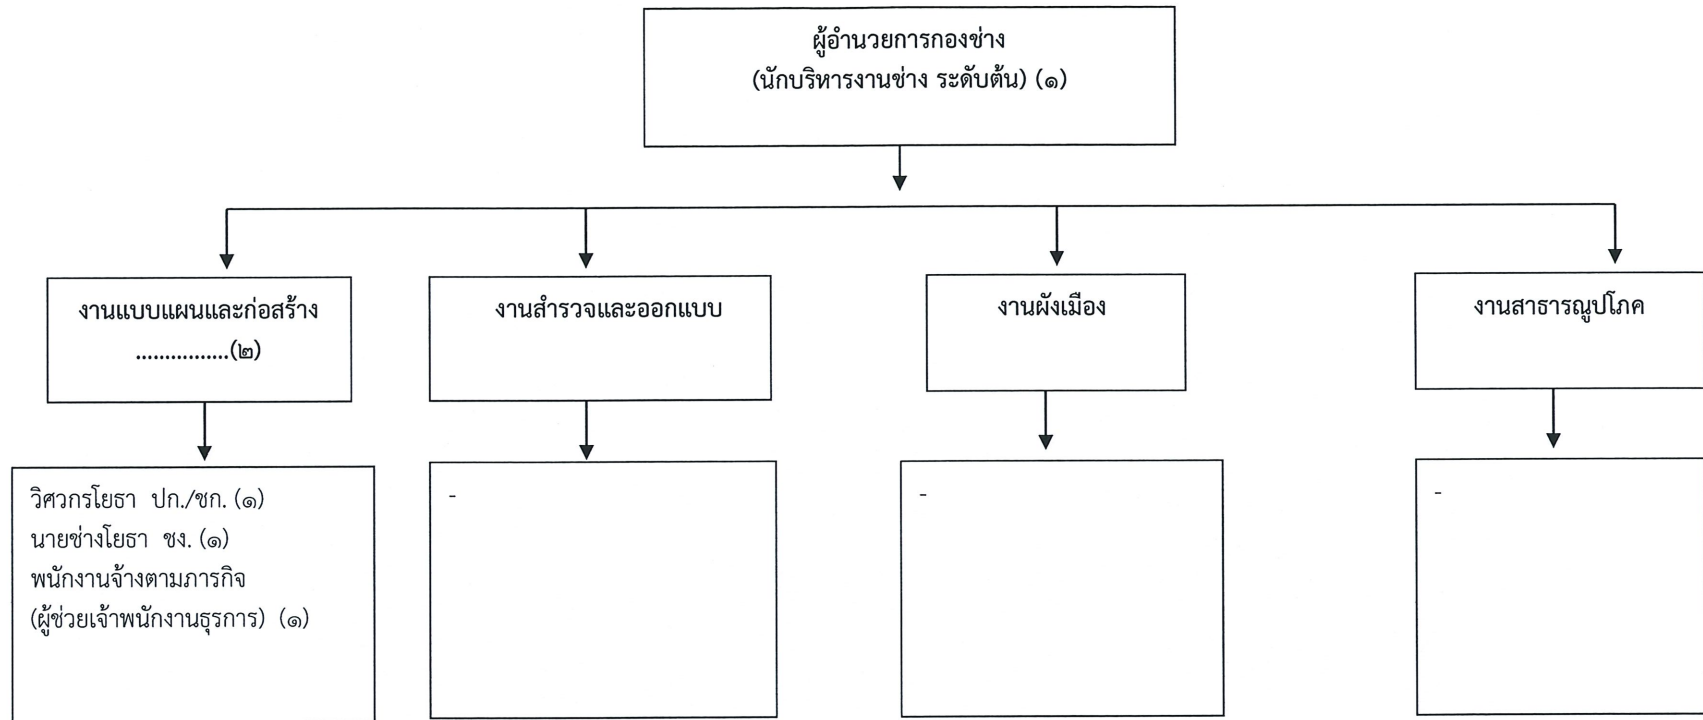 ผู้อำนวยการกองช่าง
(นักบริหารงานช่าง ระดับต้น) (๑)
งานแบบแผนและก่อสร้าง
................(๒)
งานสำรวจและออกแบบ
งานผังเมือง
งานสาธารณูปโภค
วิศวกรโยธา ปก./ชก. (๑)
นายช่างโยธา ชง. (๑)
พนักงานจ้างตามภารกิจ
(ผู้ช่วยเจ้าพนักงานธุรการ) (๑)
-
-
-